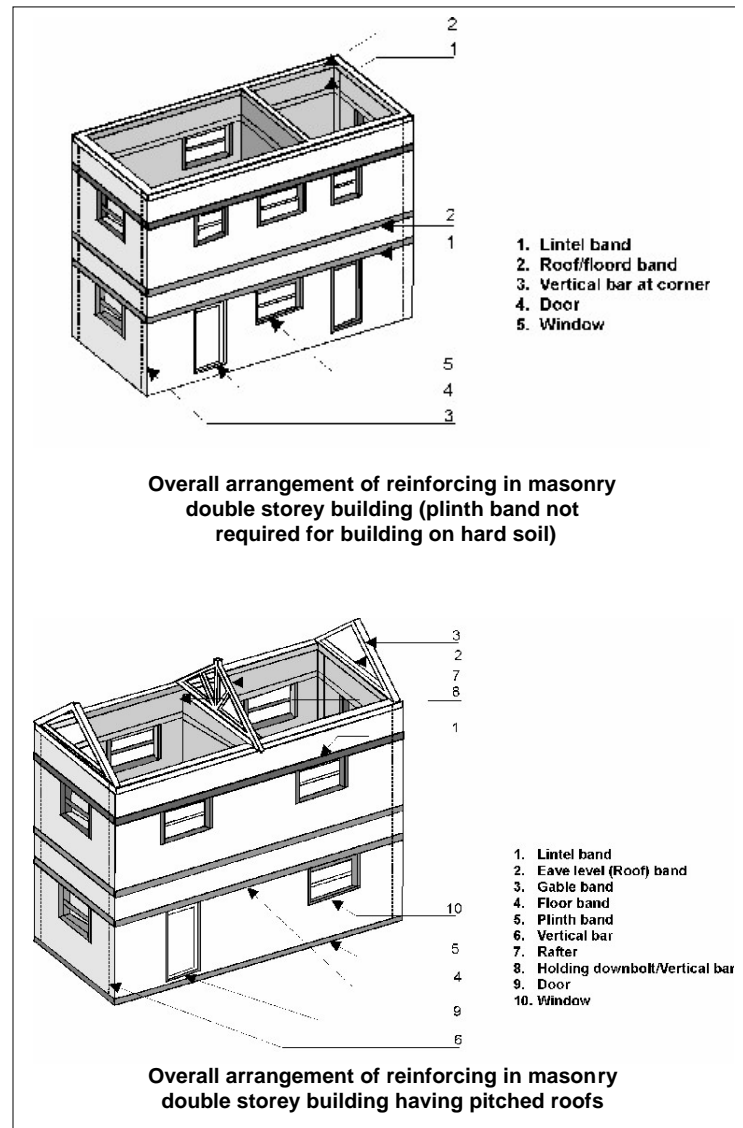 2
1
2
1
1. Lintel band
2. Roof/floord band
3. Vertical bar at corner
4. Door
5. Window
5
4
3
Overall arrangement of reinforcing in masonry
double storey building (plinth band not
required for building on hard soil)
3
2
7
8
1
1. Lintel band
2. Eave level (Roof) band
3. Gable band
4. Floor band
5. Plinth band
6. Vertical bar
7. Rafter
8. Holding downbolt/Vertical bar
9. Door
10. Window
10
5
4
9
6
Overall arrangement of reinforcing in masonry
double storey building having pitched roofs